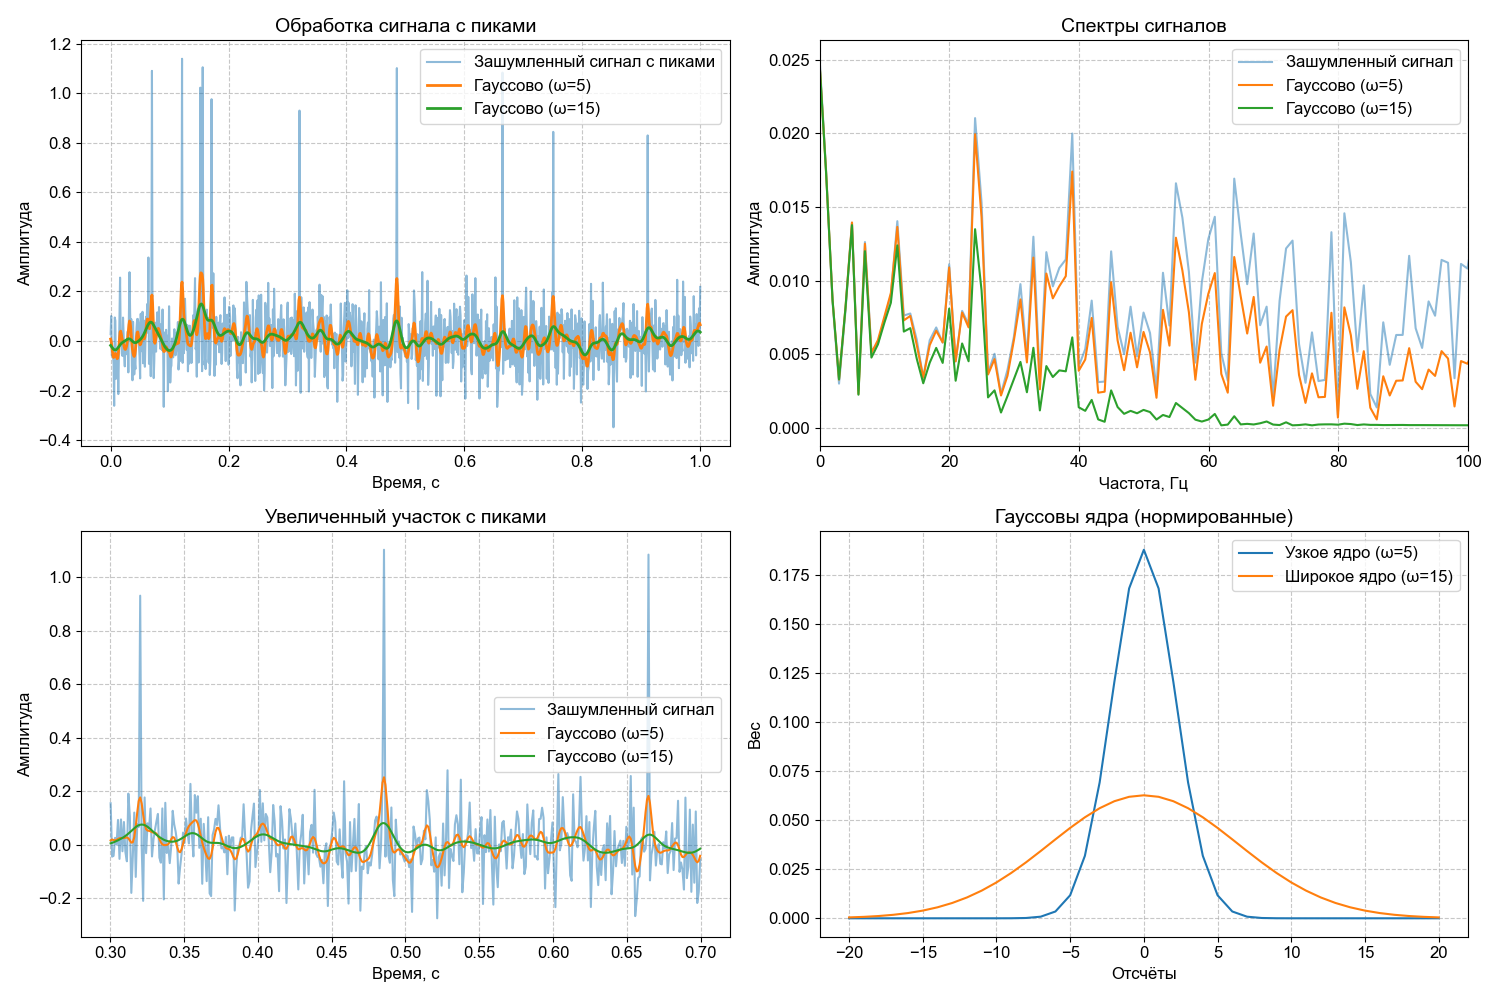 Обработка сигнала с пиками
Амплитуда
1.2
1.0
0.8
0.6
0.4
0.2
0.0
−0.2
−0.4
Зашумленный сигнал с пиками
Гауссово (ω=5)
Гауссово (ω=15)
0.0 0.2 0.4 0.6 0.8 1.0
Время, с
Спектры сигналов
Амплитуда
0.025
0.020
0.015
0.010
0.005
0.000
Зашумленный сигнал
Гауссово (ω=5)
Гауссово (ω=15)
0 20 40 60 80 100
Частота, Гц
Увеличенный участок с пиками
Амплитуда
1.0
0.8
0.6
0.4
0.2
0.0
−0.2
Зашумленный сигнал
Гауссово (ω=5)
Гауссово (ω=15)
0.30 0.35 0.40 0.45 0.50 0.55 0.60 0.65 0.70
Время, с
Гауссовы ядра (нормированные)
Вес
0.175
0.150
0.125
0.100
0.075
0.050
0.025
0.000
Узкое ядро (ω=5)
Широкое ядро (ω=15)
−20 −15 −10 −5 0 5 10 15 20
Отсчёты